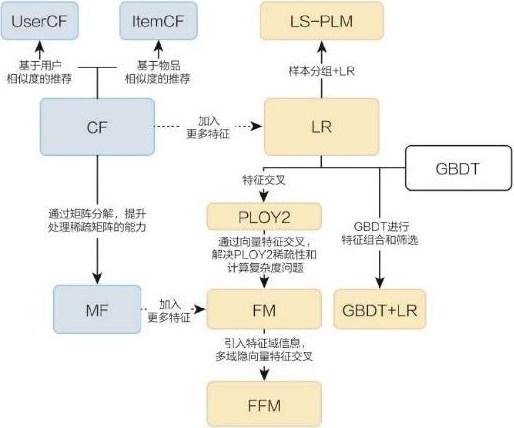 UserCF
ItemCF
LS-PLM
基于用户
相似度的推荐
基于物品
相似度的推荐
样本分组+LR
CF
加入
更多特征
LR
GBDT
特征交叉
通过矩阵分解，提升
处理稀疏矩阵的能力
PLOY2
GBDT进行
特征组合和筛选
通过向量特征交叉，
解决PLOY2稀疏性和
计算复杂度问题
MF
加入
更多特征
FM
GBDT+LR
引入特征域信息，
多域隐向量特征交叉
FFM